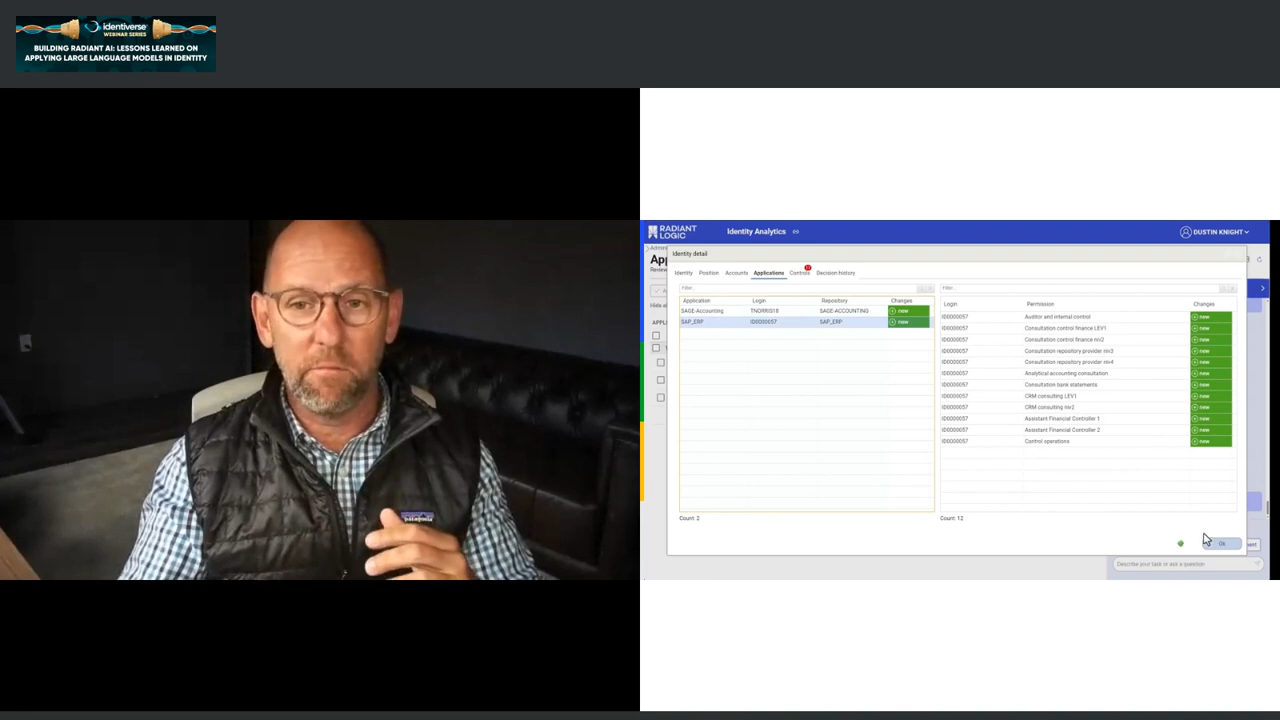 identiverse
WEBINAR SERIES
BUILDING RADIANT AI: LESSONS LEARNED ON
APPLYING LARGE LANGUAGE MODELS IN IDENTITY
patagonia
RADIANT LOGIC
Identity Analytics
DUSTIN KNIGHT
Identity detail
Identity Position Accounts Applications Controls Decision history
Filter...
Application Login Repository Changes
SAGE-Accounting TNORRIS18 SAGE-ACCOUNTING new
SAP_ERP ID0000057 SAP_ERP new
Count: 2
Filter...
Login Permission Changes
ID0000057 Auditor and internal control new
ID0000057 Consultation control finance LEV1 new
ID0000057 Consultation control finance niv2 new
ID0000057 Consultation repository provider niv3 new
ID0000057 Consultation repository provider niv4 new
ID0000057 Analytical accounting consultation new
ID0000057 Consultation bank statements new
ID0000057 CRM consulting LEV1 new
ID0000057 CRM consulting niv2 new
ID0000057 Assistant Financial Controller 1 new
ID0000057 Assistant Financial Controller 2 new
ID0000057 Control operations new
Count: 12
Ok
Describe your task or ask a question